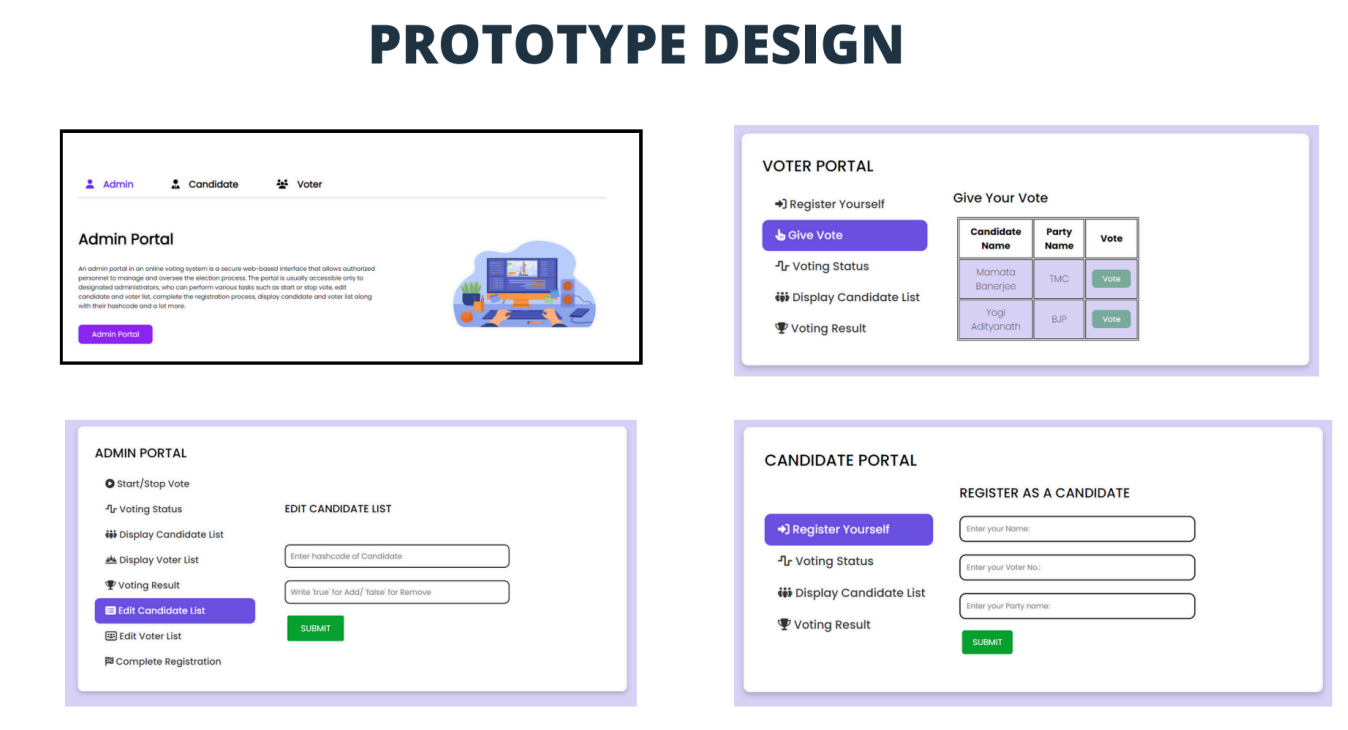 PROTOTYPE DESIGN
Admin
Candidate
Voter
Admin Portal
An admin portal in an online voting system is a secure web-based interface that allows outhorized
personnel to manage and oversee the election process. The portal is usually accessible only to
designated administrators, who can perform various tasks such as start or stop vote, edit
candidate and voter list, complete the registration process, display candidate and voter list along
with their hashcode and a lot more.
Admin Portal
VOTER PORTAL
Register Yourself
Give Vote
Voting Status
Display Candidate List
Voting Result
Give Your Vote
Candidate Name
Party Name
Vote
Mamata Banerjee
TMC
Vote
Yogi Adityanath
BJP
Vote
ADMIN PORTAL
Start/Stop Vote
Voting Status
Display Candidate List
Display Voter List
Voting Result
Edit Candidate List
Edit Voter List
Complete Registration
EDIT CANDIDATE LIST
Enter hashcode of Candidate
Write 'true' for Add/ 'false' for Remove
SUBMIT
CANDIDATE PORTAL
Register Yourself
Voting Status
Display Candidate List
Voting Result
REGISTER AS A CANDIDATE
Enter your Name:
Enter your Voter No.:
Enter your Party name:
SUBMIT